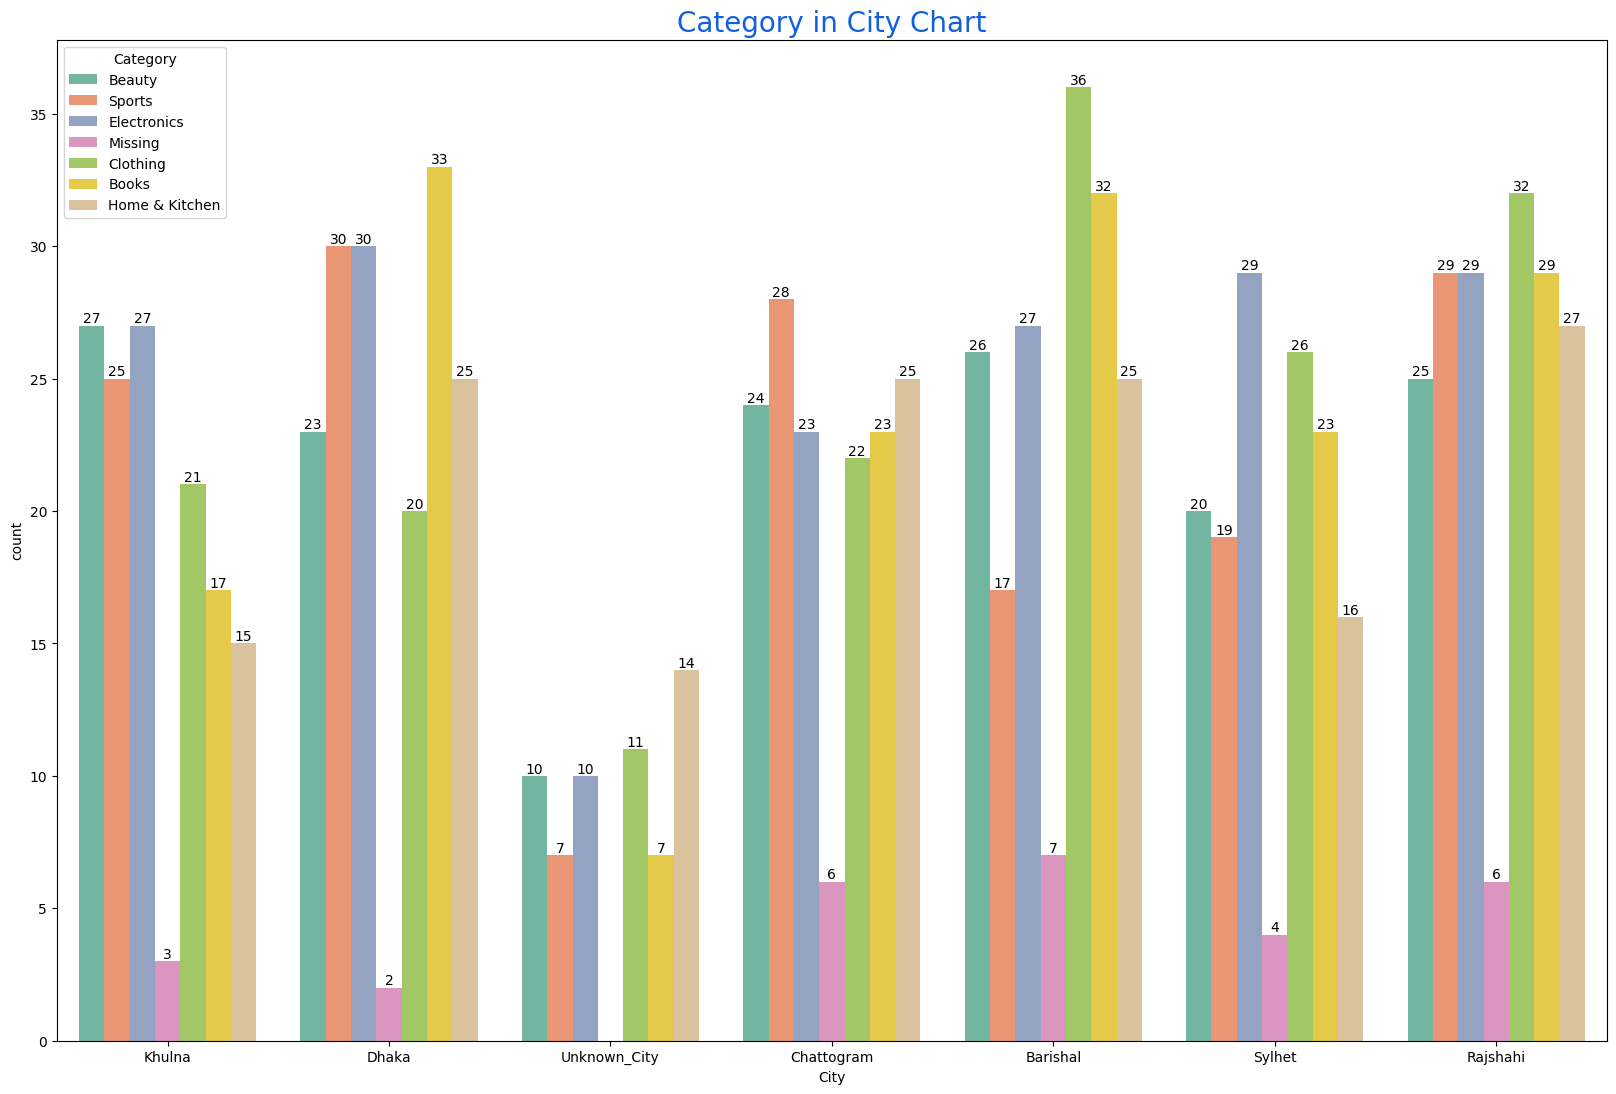 Category in City Chart
Category
Beauty
Sports
Electronics
Missing
Clothing
Books
Home & Kitchen
count
35
30
25
20
15
10
5
0
27 25 27 3 21 17 15
23 30 30 2 20 33 25
10 7 10 11 7 14
24 28 23 6 22 23 25
26 17 27 7 36 32 25
20 19 29 4 26 23 16
25 29 29 6 32 29 27
Khulna Dhaka Unknown_City Chattogram Barishal Sylhet Rajshahi
City